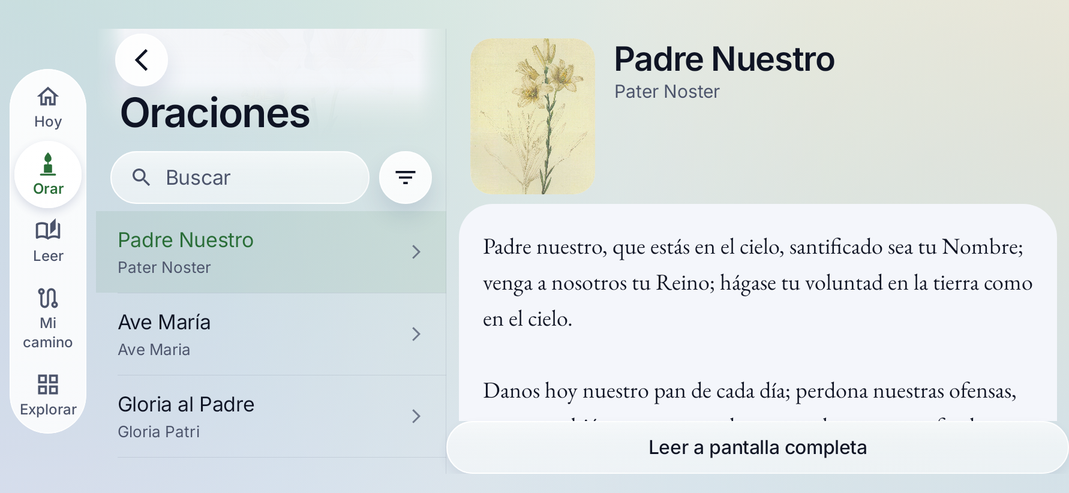 Hoy
Orar
Leer
Mi
camino
Explorar
Oraciones
Buscar
Padre Nuestro
Pater Noster
Ave María
Ave Maria
Gloria al Padre
Gloria Patri
Padre Nuestro
Pater Noster
Padre nuestro, que estás en el cielo, santificado sea tu Nombre;
venga a nosotros tu Reino; hágase tu voluntad en la tierra como
en el cielo.
Danos hoy nuestro pan de cada día; perdona nuestras ofensas,
Leer a pantalla completa